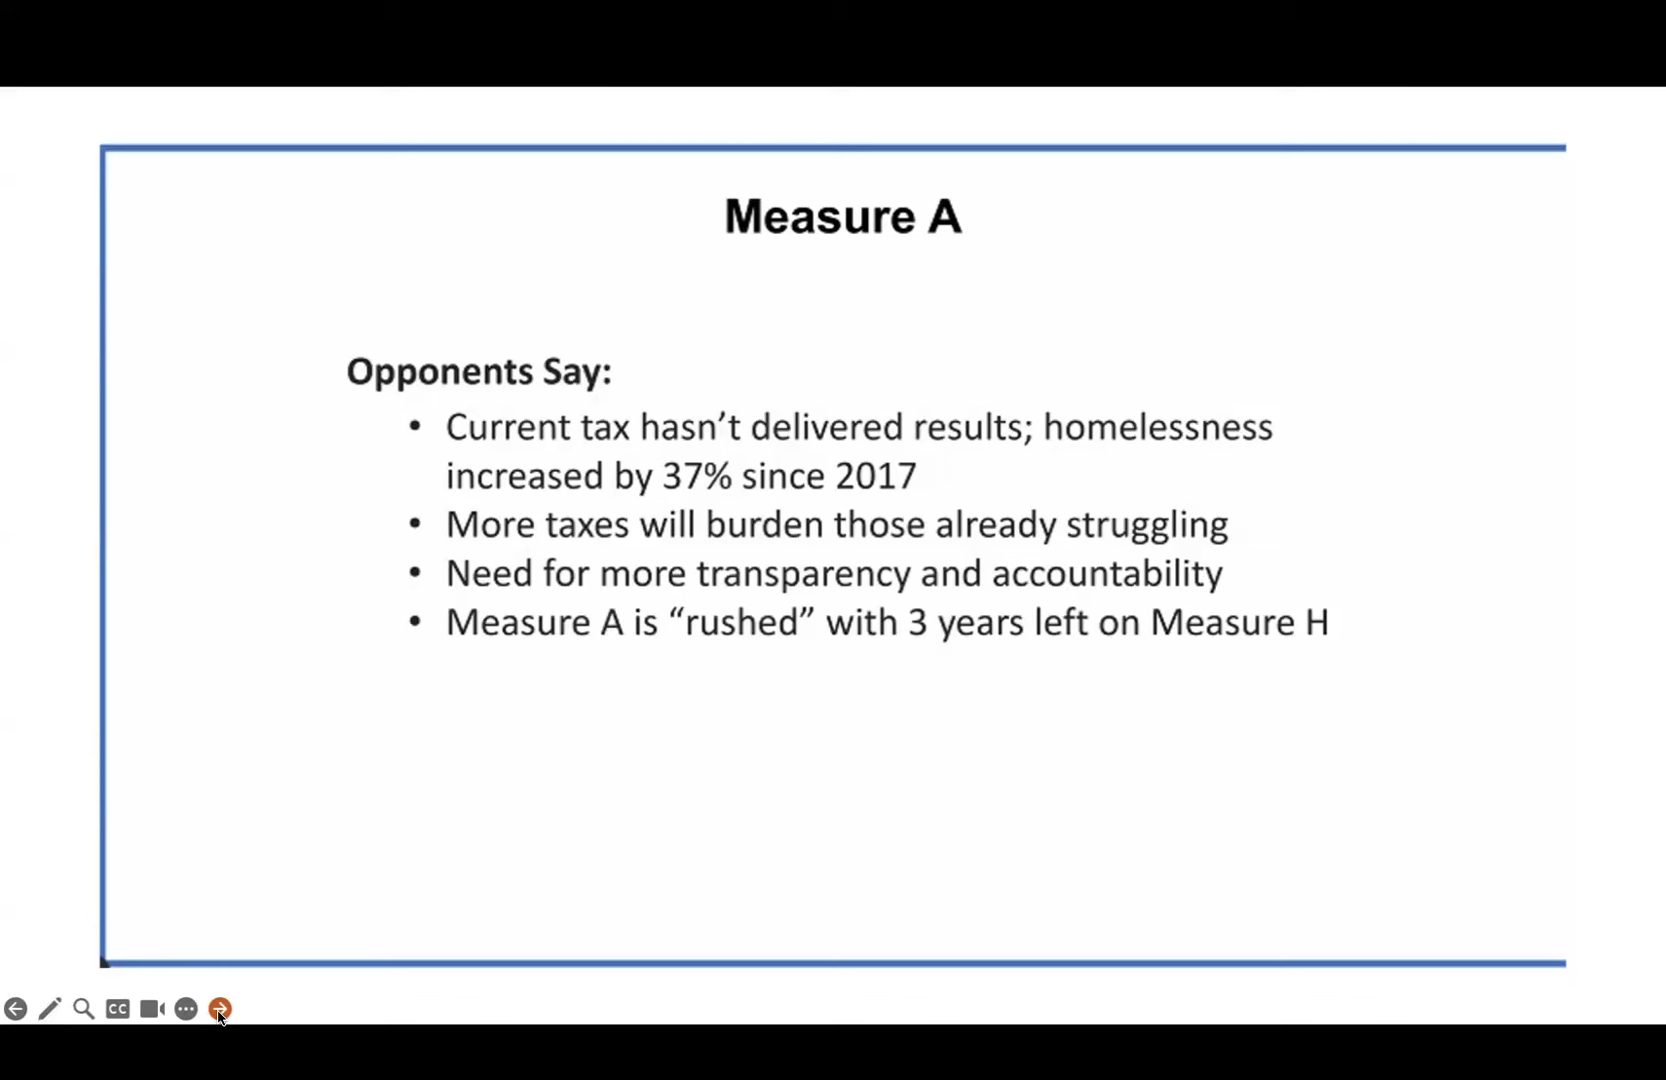 Measure A
Opponents Say:
• Current tax hasn’t delivered results; homelessness
increased by 37% since 2017
• More taxes will burden those already struggling
• Need for more transparency and accountability
• Measure A is “rushed” with 3 years left on Measure H
CC